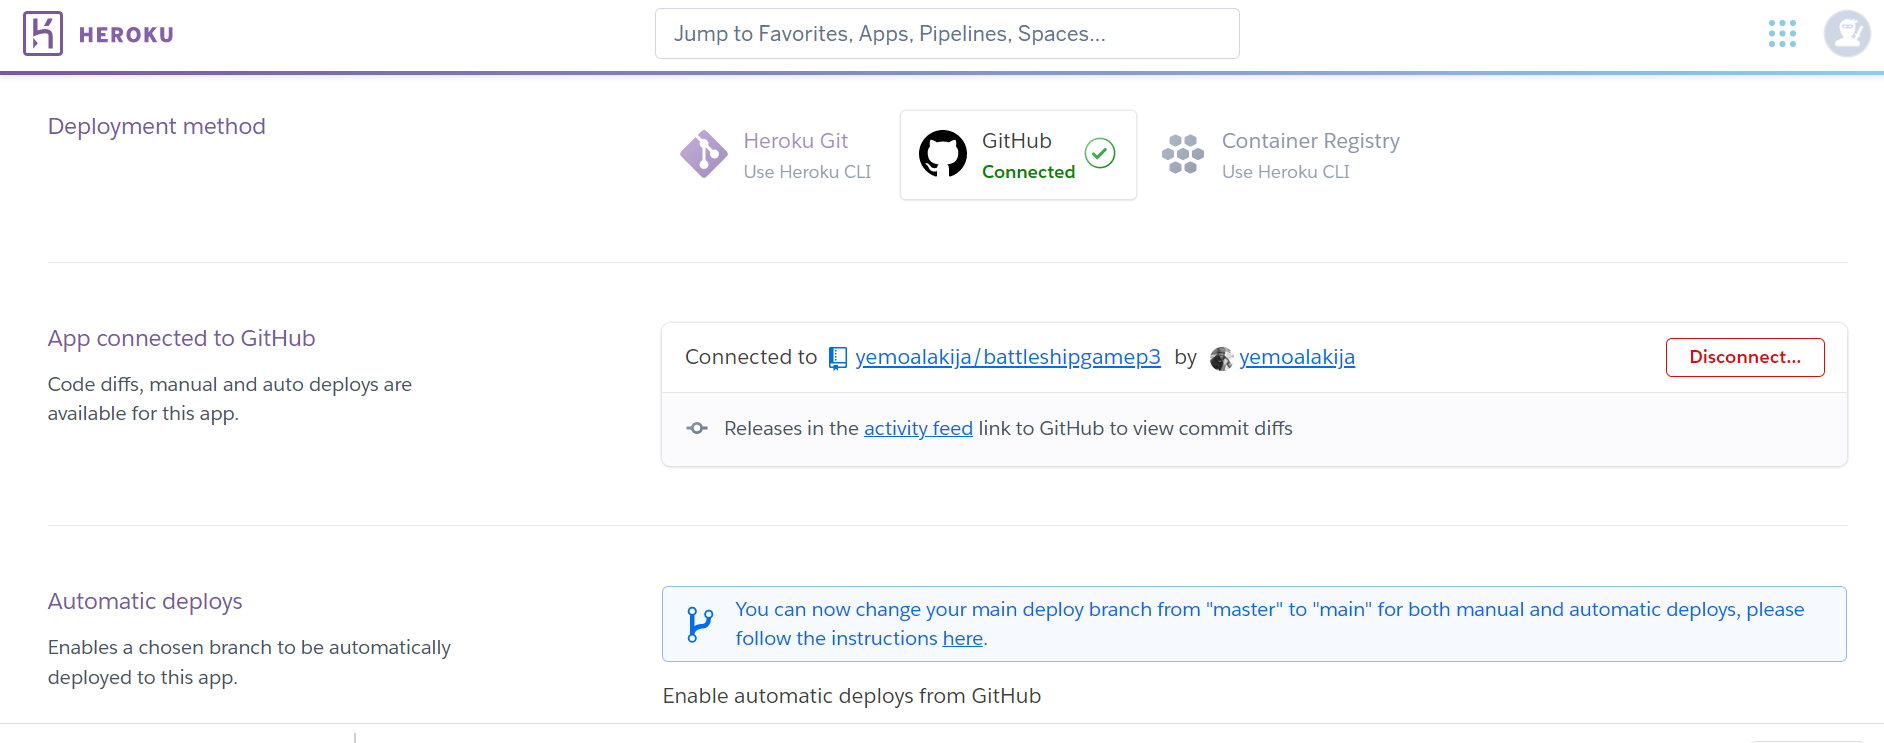 HEROKU
Jump to Favorites, Apps, Pipelines, Spaces...
Deployment method
Heroku Git
Use Heroku CLI
GitHub
Connected
Container Registry
Use Heroku CLI
App connected to GitHub
Code diffs, manual and auto deploys are
available for this app.
Connected to yemoalakija/battleshipgamep3 by yemoalakija
Disconnect...
Releases in the activity feed link to GitHub to view commit diffs
Automatic deploys
Enables a chosen branch to be automatically
deployed to this app.
You can now change your main deploy branch from "master" to "main" for both manual and automatic deploys, please
follow the instructions here.
Enable automatic deploys from GitHub